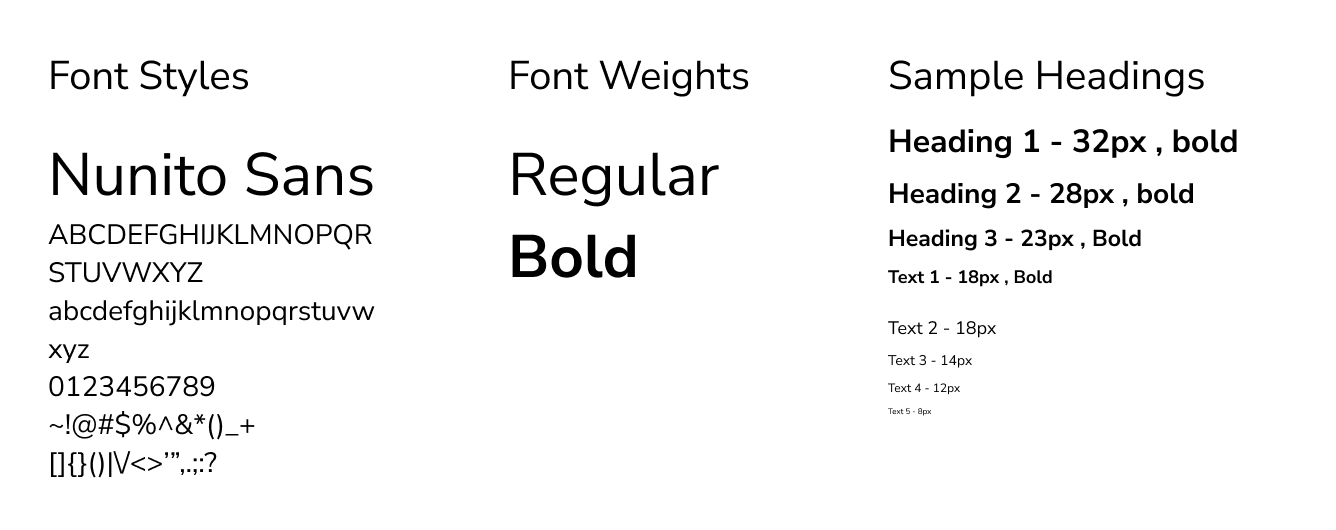 Font Styles
Nunito Sans
ABCDEFGHIJKLMNOPQR
STUVWXYZ
abcdefghijklmnopqrstuvw
xyz
0123456789
~!@#$%^&*()_+
[]{}()|\/<>’”,.;:?
Font Weights
Regular
Bold
Sample Headings
Heading 1 - 32px , bold
Heading 2 - 28px , bold
Heading 3 - 23px , Bold
Text 1 - 18px , Bold
Text 2 - 18px
Text 3 - 14px
Text 4 - 12px
Text 5 - 8px